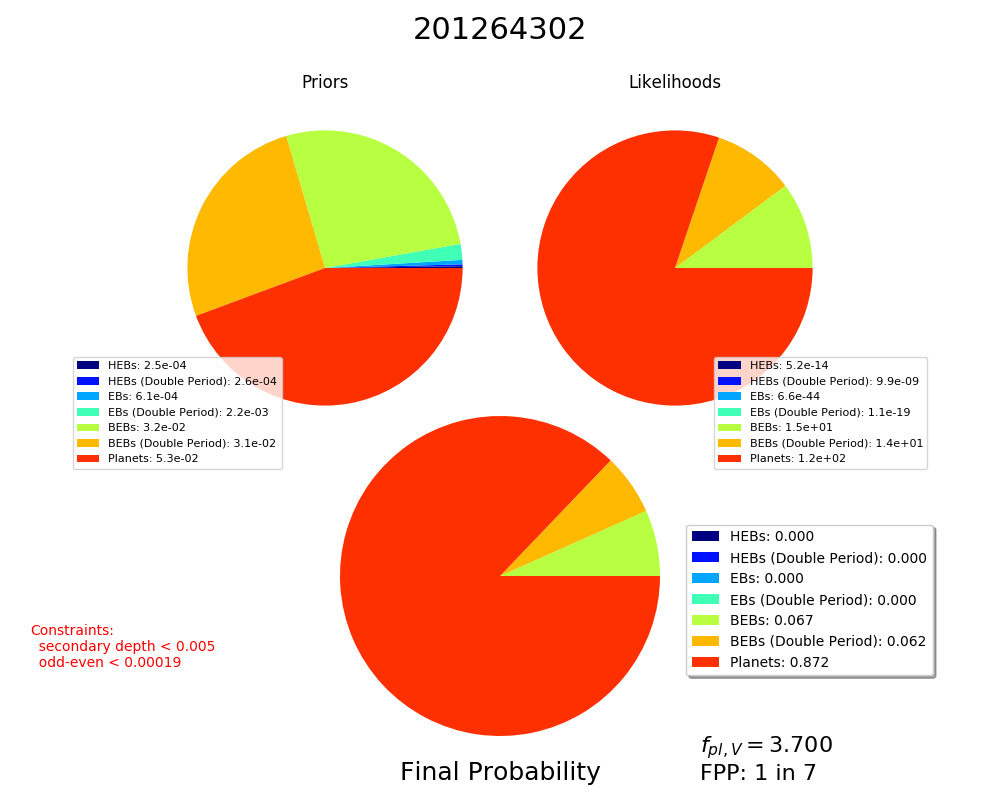 201264302
Priors
Likelihoods
HEBs: 2.5e-04
HEBs (Double Period): 2.6e-04
EBs: 6.1e-04
EBs (Double Period): 2.2e-03
BEBs: 3.2e-02
BEBs (Double Period): 3.1e-02
Planets: 5.3e-02
HEBs: 5.2e-14
HEBs (Double Period): 9.9e-09
EBs: 6.6e-44
EBs (Double Period): 1.1e-19
BEBs: 1.5e+01
BEBs (Double Period): 1.4e+01
Planets: 1.2e+02
HEBs: 0.000
HEBs (Double Period): 0.000
EBs: 0.000
EBs (Double Period): 0.000
BEBs: 0.067
BEBs (Double Period): 0.062
Planets: 0.872
Constraints:
secondary depth < 0.005
odd-even < 0.00019
f_{pl,V} = 3.700
FPP: 1 in 7
Final Probability